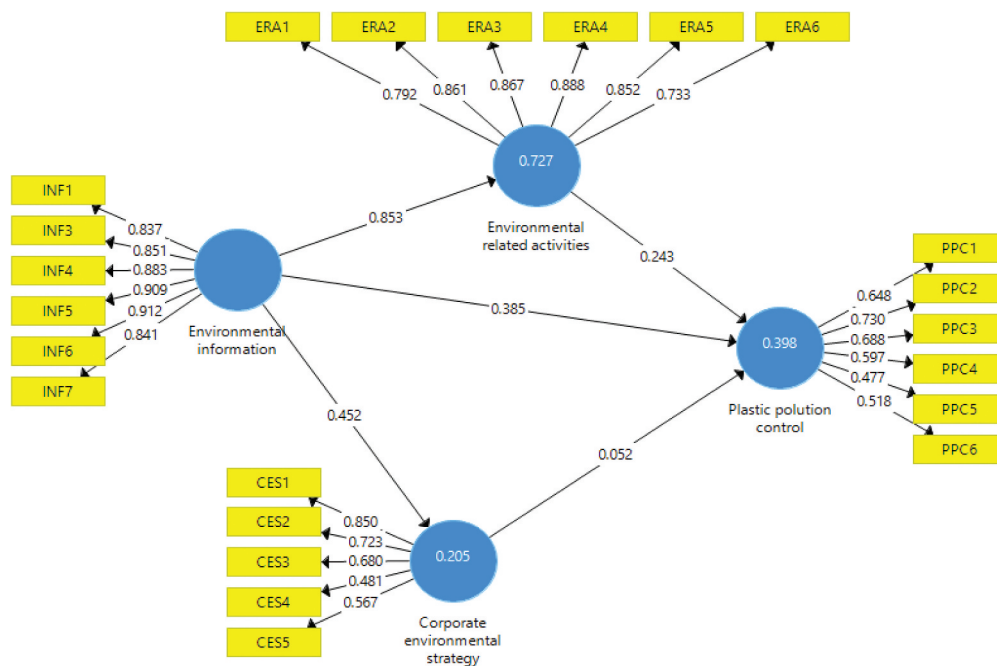 ERA1 ERA2 ERA3 ERA4 ERA5 ERA6
0.792 0.861 0.867 0.888 0.852 0.733
0.727
Environmental
related activities
INF1
INF3
INF4
INF5
INF6
INF7
0.837
0.851
0.883
0.909
0.912
0.841
Environmental
information
0.853
0.243
0.385
0.452
0.052
PPC1
PPC2
PPC3
PPC4
PPC5
PPC6
0.648
0.730
0.688
0.597
0.477
0.518
0.398
Plastic polution
control
CES1
CES2
CES3
CES4
CES5
0.850
0.723
0.680
0.481
0.567
0.205
Corporate
environmental
strategy